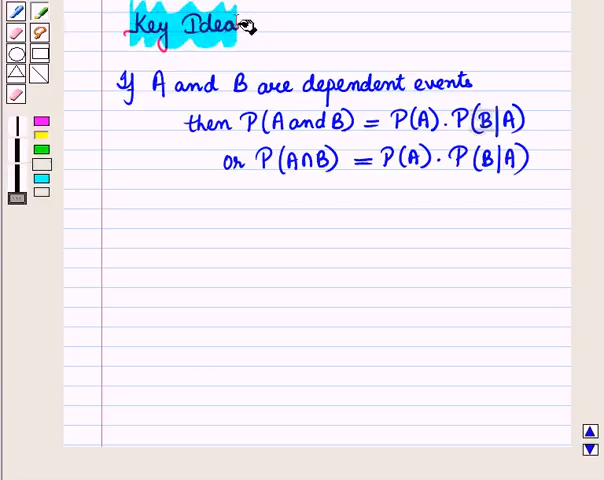 Key Idea
If A and B are dependent events
then P(A and B) = P(A). P(B|A)
or P(A∩B) = P(A). P(B|A)